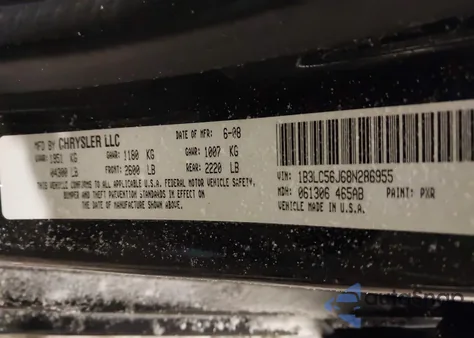 MFD BY CHRYSLER LLC DATE OF MFR: 6-08
GVWR: 1951 KG GAWR: 1180 KG GAWR: 1007 KG
04300 LB FRONT: 2600 LB REAR: 2220 LB
THIS VEHICLE CONFORMS TO ALL APPLICABLE U.S.A. FEDERAL MOTOR VEHICLE SAFETY,
BUMPER AND THEFT PREVENTION STANDARDS IN EFFECT ON
THE DATE OF MANUFACTURE SHOWN ABOVE.
VIN: 1B3LC56J68N286955
MDH: 061306 465AB PAINT: PXR
VEHICLE MADE IN U.S.A.